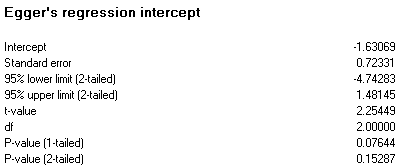 Egger's regression intercept
Intercept -1.63069
Standard error 0.72331
95% lower limit (2-tailed) -4.74283
95% upper limit (2-tailed) 1.48145
t-value 2.25449
df 2.00000
P-value (1-tailed) 0.07644
P-value (2-tailed) 0.15287